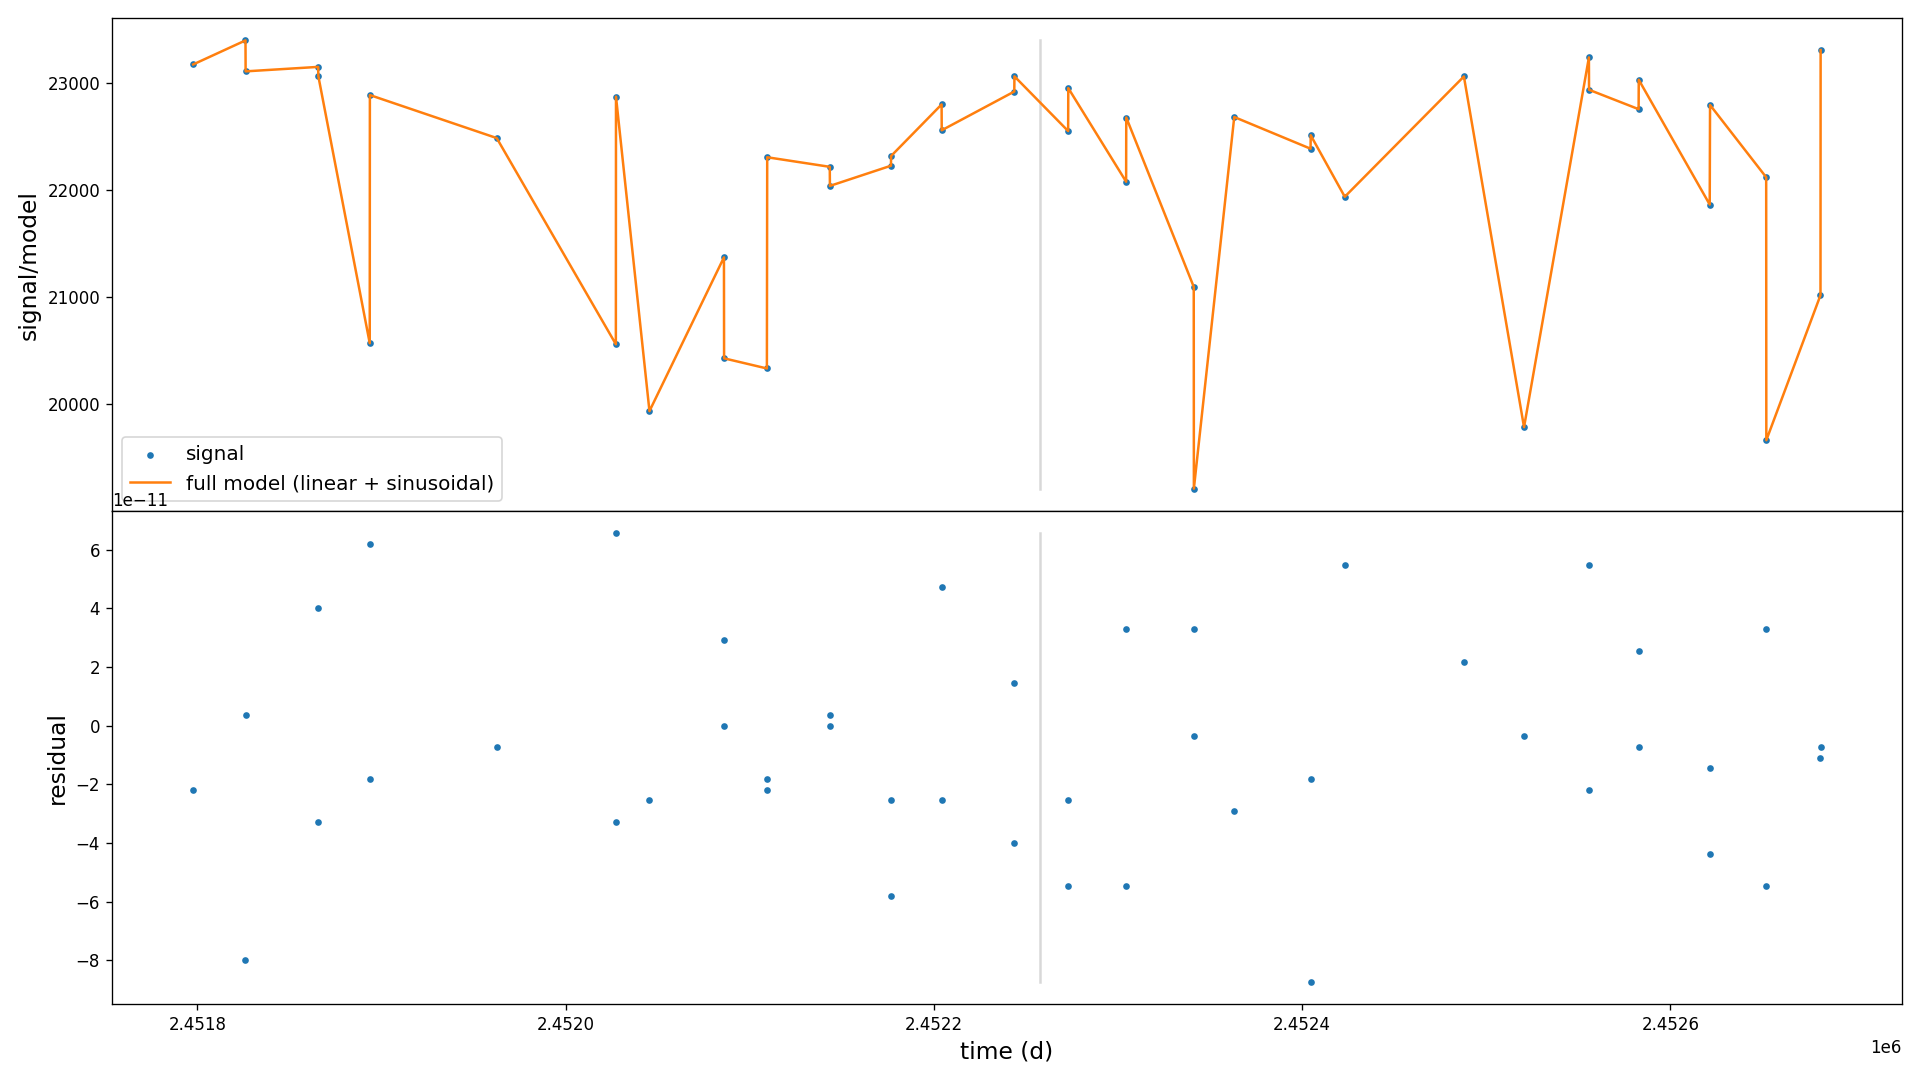 signal/model
23000
22000
21000
20000
signal
full model (linear + sinusoidal)
1e−11
residual
6
4
2
0
−2
−4
−6
−8
2.4518
2.4520
2.4522
2.4524
2.4526
time (d)
1e6